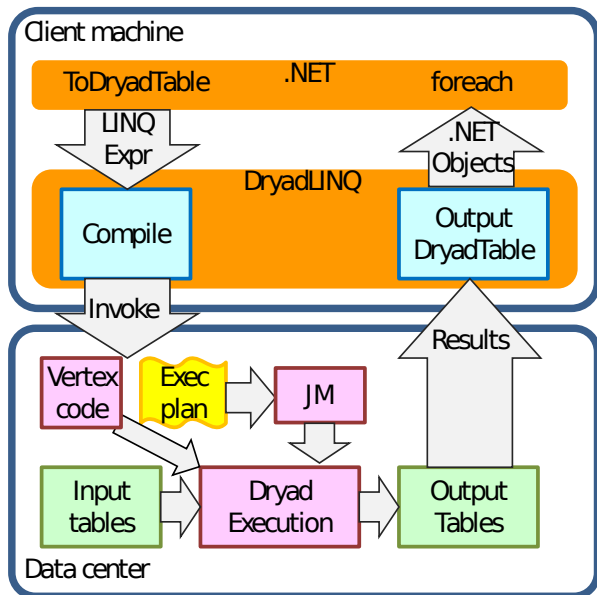 Client machine
ToDryadTable
.NET
foreach
LINQ
Expr
.NET
Objects
DryadLINQ
Compile
Output
DryadTable
Invoke
Results
Vertex
code
Exec
plan
JM
Input
tables
Dryad
Execution
Output
Tables
Data center